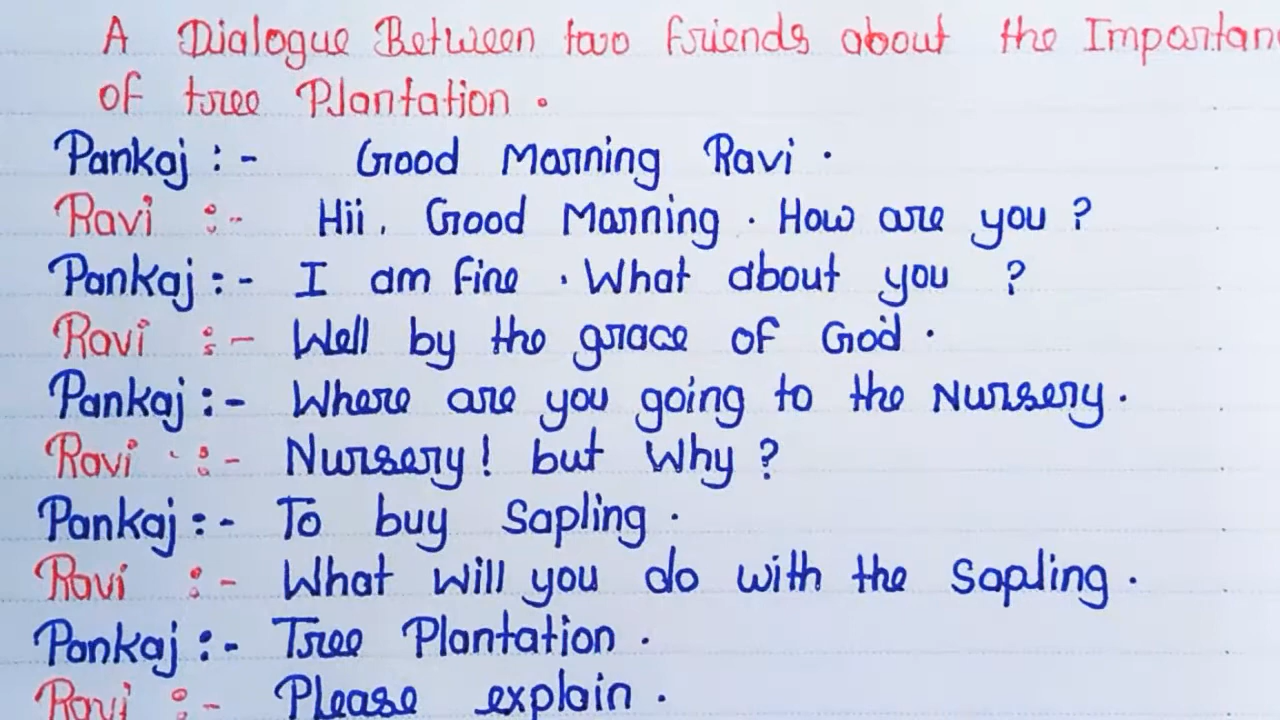 A Dialogue Between two friends about the Importan
of tree Plantation .
Pankaj :- Good Morning Ravi .
Ravi :- Hii. Good Morning . How are you ?
Pankaj :- I am fine . What about you ?
Ravi :- Well by the grace of God .
Pankaj :- Where are you going to the Nursery .
Ravi :- Nursery! but Why ?
Pankaj :- To buy Sapling .
Ravi :- What will you do with the Sapling .
Pankaj :- Tree Plantation .
Ravi :- Please explain .